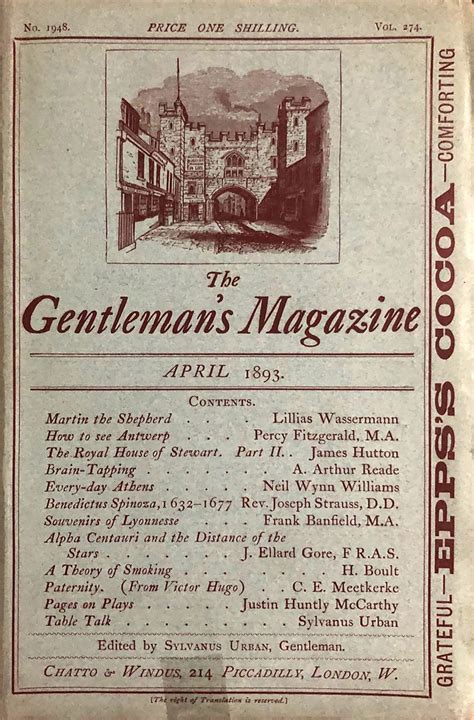 No. 1948. PRICE ONE SHILLING. VOL. 274.
The
Gentleman's Magazine
APRIL 1893.
CONTENTS.
Martin the Shepherd . . . . Lillias Wassermann
How to see Antwerp . . . Percy Fitzgerald, M.A.
The Royal House of Stewart. Part II. . James Hutton
Brain-Tapping . . . . . . A. Arthur Reade
Every-day Athens . . . . Neil Wynn Williams
Benedictus Spinoza, 1632–1677 Rev. Joseph Strauss, D.D.
Souvenirs of Lyonnesse . . Frank Banfield, M.A.
Alpha Centauri and the Distance of the
Stars . . . . . . J. Ellard Gore, F R.A.S.
A Theory of Smoking . . . . . H. Boult
Paternity. (From Victor Hugo) . . C. E. Meetkerke
Pages on Plays . . . . Justin Huntly McCarthy
Table Talk . . . . . . Sylvanus Urban
Edited by SYLVANUS URBAN, Gentleman.
CHATTO & WINDUS, 214 PICCADILLY, LONDON, W.
(The right of Translation is reserved.)
GRATEFUL—EPPS'S COCOA—COMFORTING